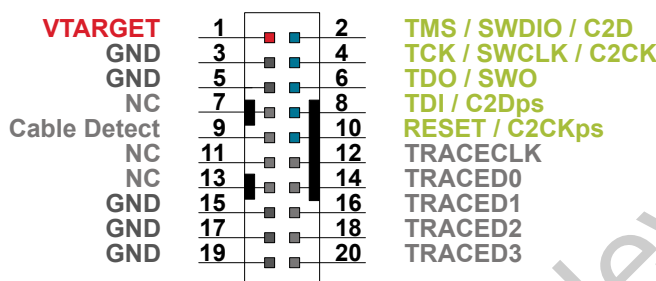 VTARGET 1 2 TMS / SWDIO / C2D
GND 3 4 TCK / SWCLK / C2CK
GND 5 6 TDO / SWO
NC 7 8 TDI / C2Dps
Cable Detect 9 10 RESET / C2CKps
NC 11 12 TRACECLK
NC 13 14 TRACED0
GND 15 16 TRACED1
GND 17 18 TRACED2
GND 19 20 TRACED3